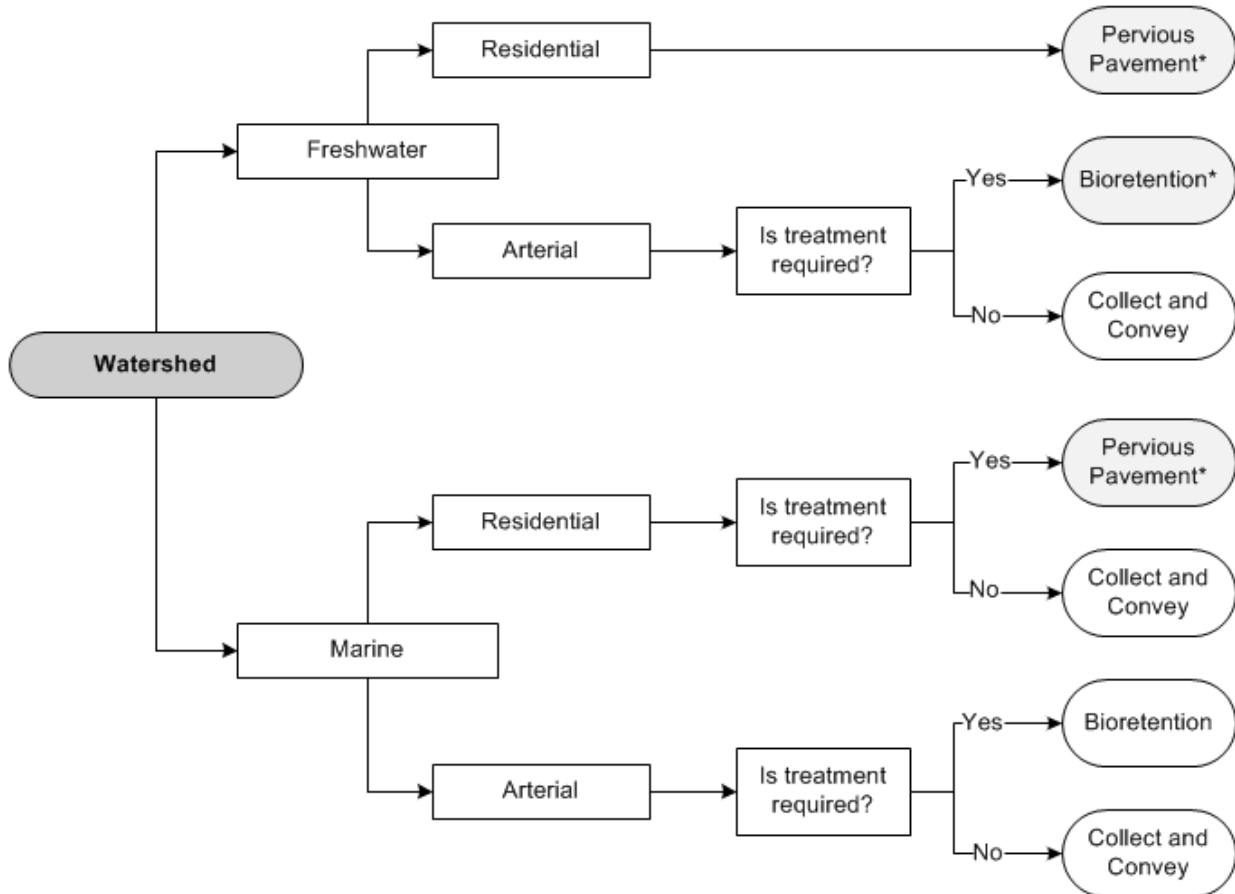 Residential
Pervious
Pavement*
Freshwater
Yes
Bioretention*
Arterial
Is treatment
required?
No
Collect and
Convey
Watershed
Residential
Is treatment
required?
Yes
Pervious
Pavement*
No
Collect and
Convey
Marine
Arterial
Is treatment
required?
Yes
Bioretention
No
Collect and
Convey